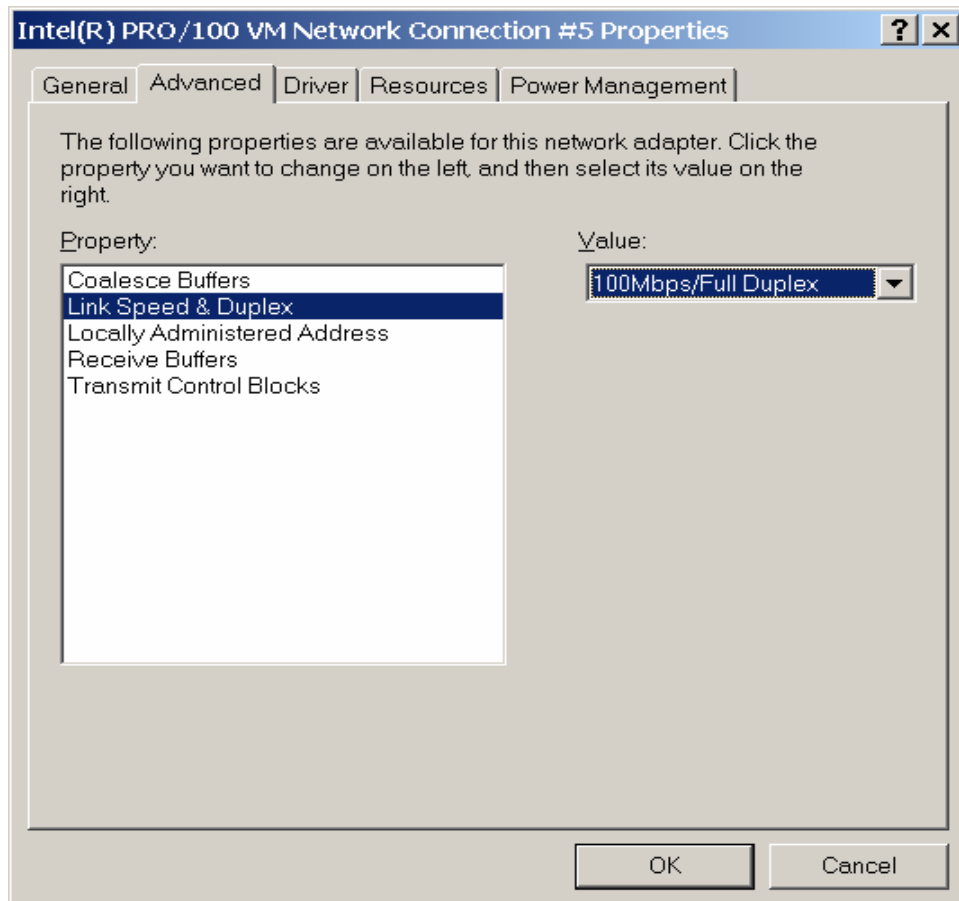 Intel(R) PRO/100 VM Network Connection #5 Properties
General Advanced Driver Resources Power Management
The following properties are available for this network adapter. Click the
property you want to change on the left, and then select its value on the
right.
Property: Value:
Coalesce Buffers 100Mbps/Full Duplex
Link Speed & Duplex
Locally Administered Address
Receive Buffers
Transmit Control Blocks
OK Cancel